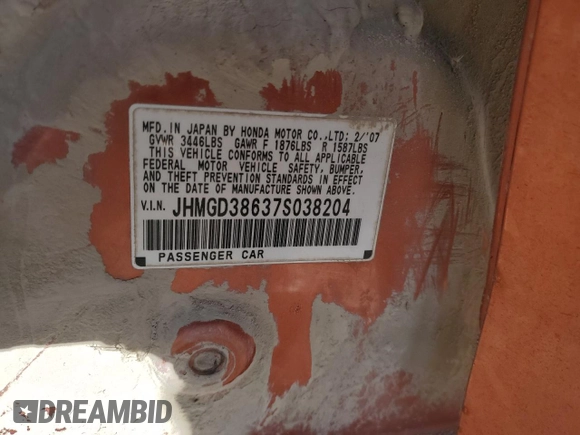 MFD. IN JAPAN BY HONDA MOTOR CO., LTD: 2/'07
GVWR 3446LBS GAWR F 1876LBS R 1587LBS
THIS VEHICLE CONFORMS TO ALL APPLICABLE
FEDERAL MOTOR VEHICLE SAFETY, BUMPER,
AND THEFT PREVENTION STANDARDS IN EFFECT
ON THE DATE OF MANUFACTURE SHOWN ABOVE.
V.I.N. JHMGD38637S038204
PASSENGER CAR
DREAMBID